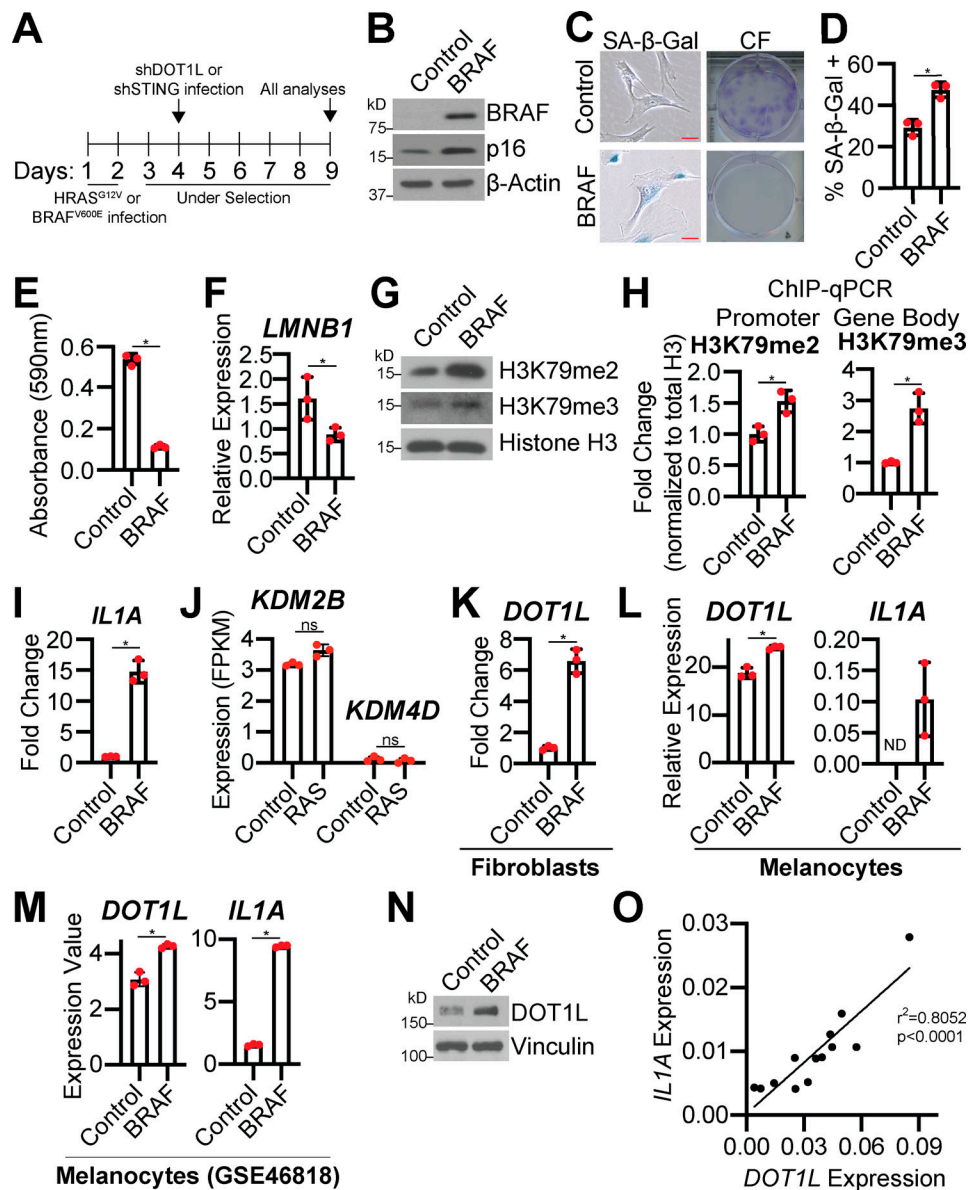 A
shDOT1L or
shSTING infection
All analyses
Days: 1 2 3 4 5 6 7 8 9
HRASG12V or
BRAFV600E infection
Under Selection
B
Control
BRAF
kD
75
15
37
BRAF
p16
β-Actin
C
SA-β-Gal
CF
Control
BRAF
D
% SA-β-Gal +
60
40
20
0
*
Control
BRAF
E
Absorbance (590nm)
0.6
0.4
0.2
0.0
*
Control
BRAF
F
LMNB1
Relative Expression
2.5
2.0
1.5
1.0
0.5
0.0
*
Control
BRAF
G
Control
BRAF
kD
15
15
15
H3K79me2
H3K79me3
Histone H3
H
ChIP-qPCR
Promoter
Gene Body
H3K79me2
H3K79me3
Fold Change
(normalized to total H3)
2.0
1.5
1.0
0.5
0.0
*
Control
BRAF
4
3
2
1
0
*
Control
BRAF
I
IL1A
Fold Change
20
15
10
5
0
*
Control
BRAF
J
KDM2B
KDM4D
Expression (FPKM)
4
3
2
1
0
ns
ns
Control
RAS
Control
RAS
K
DOT1L
Fold Change
8
6
4
2
0
*
Control
BRAF
Fibroblasts
L
DOT1L
Relative Expression
20
10
0
*
Control
BRAF
IL1A
0.20
0.15
0.10
0.05
0.00
ND
Control
BRAF
Melanocytes
M
DOT1L
Expression Value
4
2
0
*
Control
BRAF
IL1A
10
5
0
*
Control
BRAF
Melanocytes (GSE46818)
N
Control
BRAF
kD
150
100
DOT1L
Vinculin
O
IL1A Expression
0.03
0.02
0.01
0.00
r2=0.8052
p<0.0001
0.00 0.03 0.06 0.09
DOT1L Expression